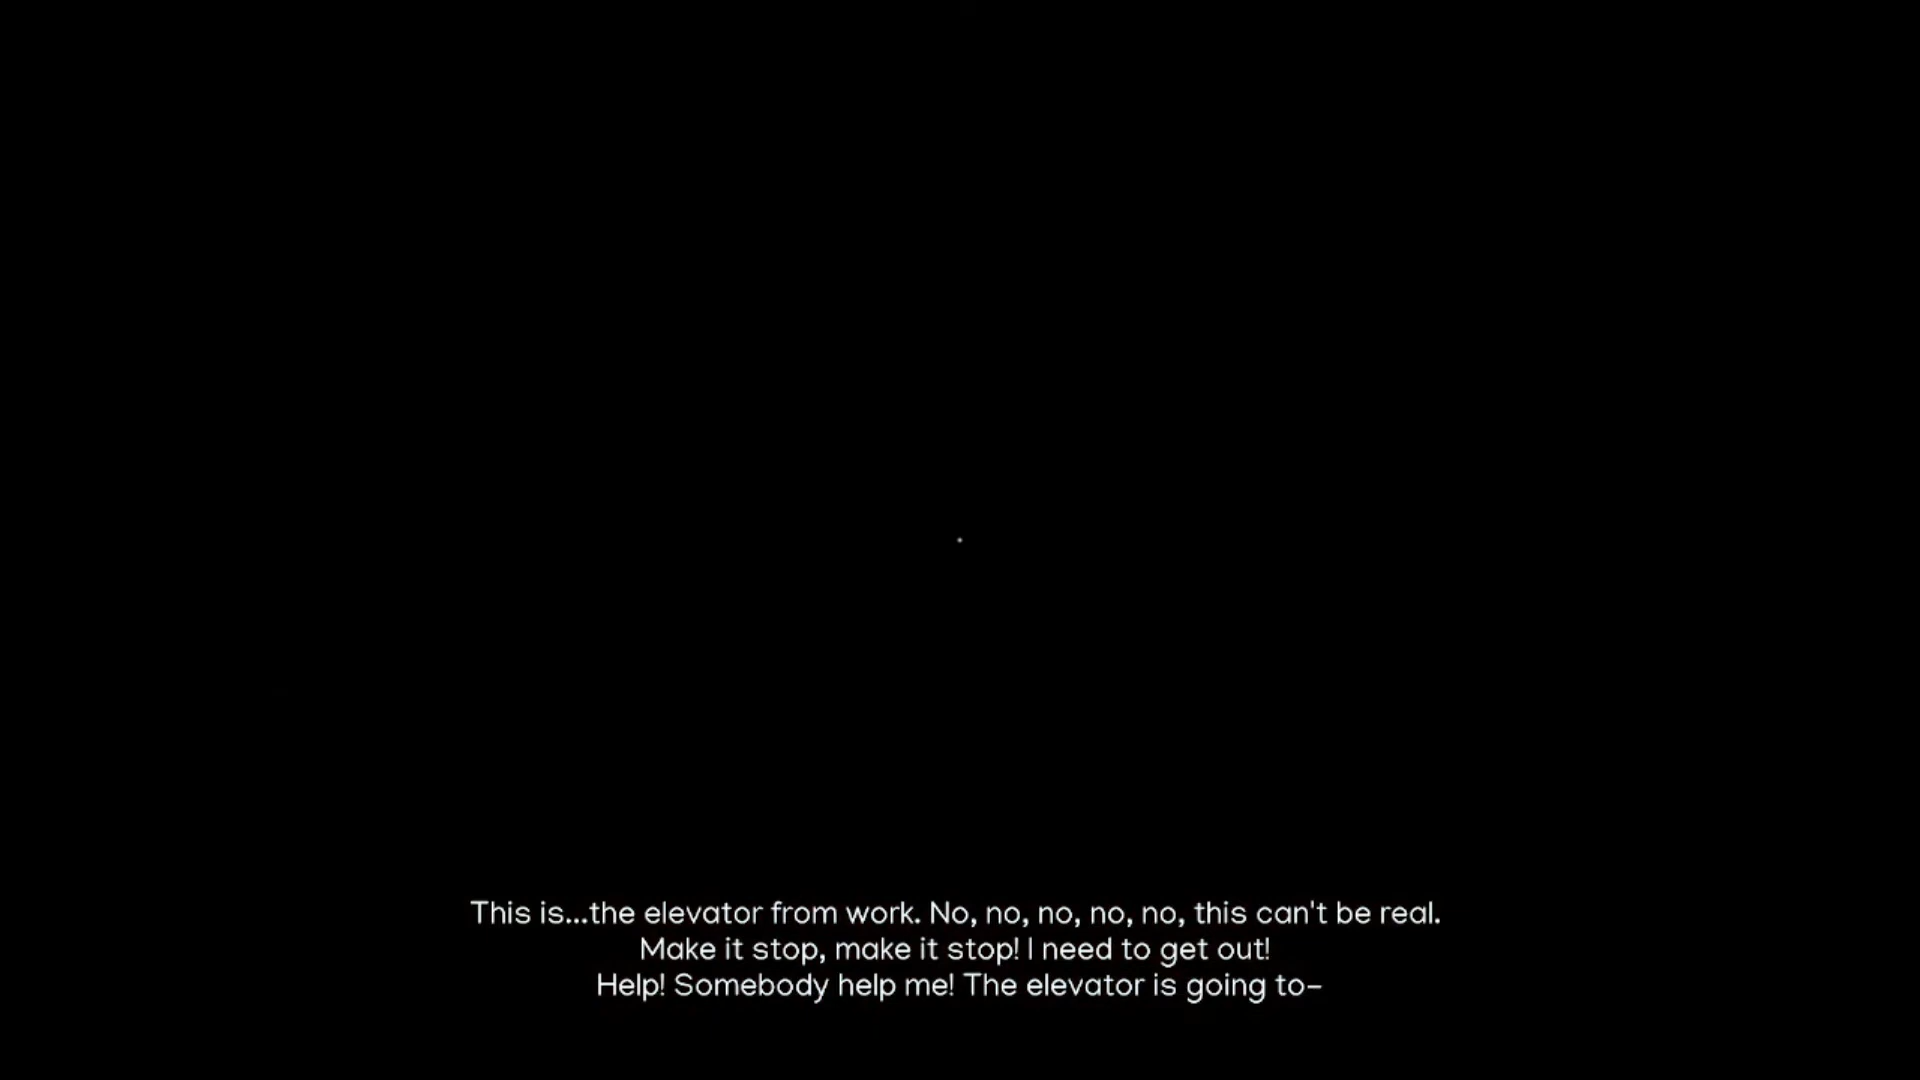 This is...the elevator from work. No, no, no, no, no, this can't be real.
Make it stop, make it stop! I need to get out!
Help! Somebody help me! The elevator is going to-